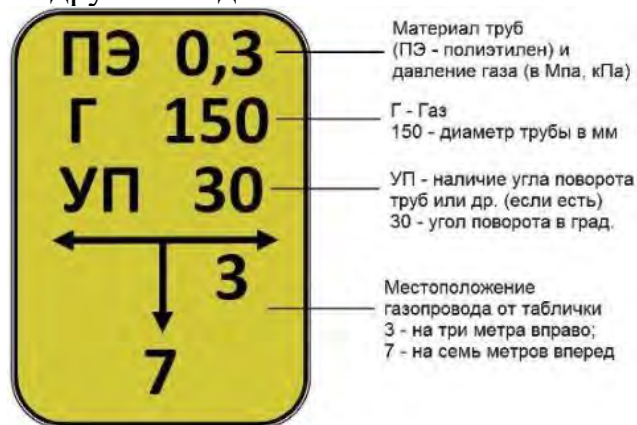 ПЭ 0,3
Г 150
УП 30
3
7
Материал труб
(ПЭ - полиэтилен) и
давление газа (в Мпа, кПа)
Г - Газ
150 - диаметр трубы в мм
УП - наличие угла поворота
труб или др. (если есть)
30 - угол поворота в град.
Местоположение
газопровода от таблички
3 - на три метра вправо;
7 - на семь метров вперед